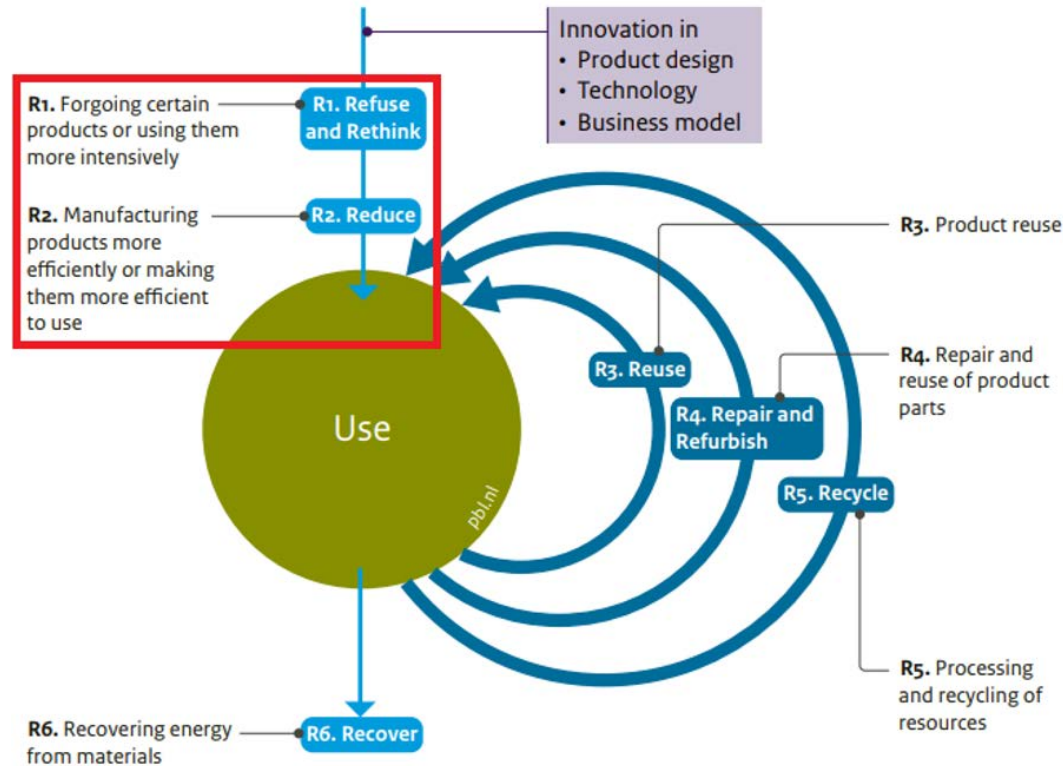 Innovation in
• Product design
• Technology
• Business model
R1. Forgoing certain
products or using them
more intensively
R1. Refuse
and Rethink
R2. Manufacturing
products more
efficiently or making
them more efficient
to use
R2. Reduce
R3. Product reuse
R3. Reuse
R4. Repair and
reuse of product
parts
R4. Repair and
Refurbish
Use
pbl.nl
R5. Recycle
R5. Processing
and recycling of
resources
R6. Recovering energy
from materials
R6. Recover